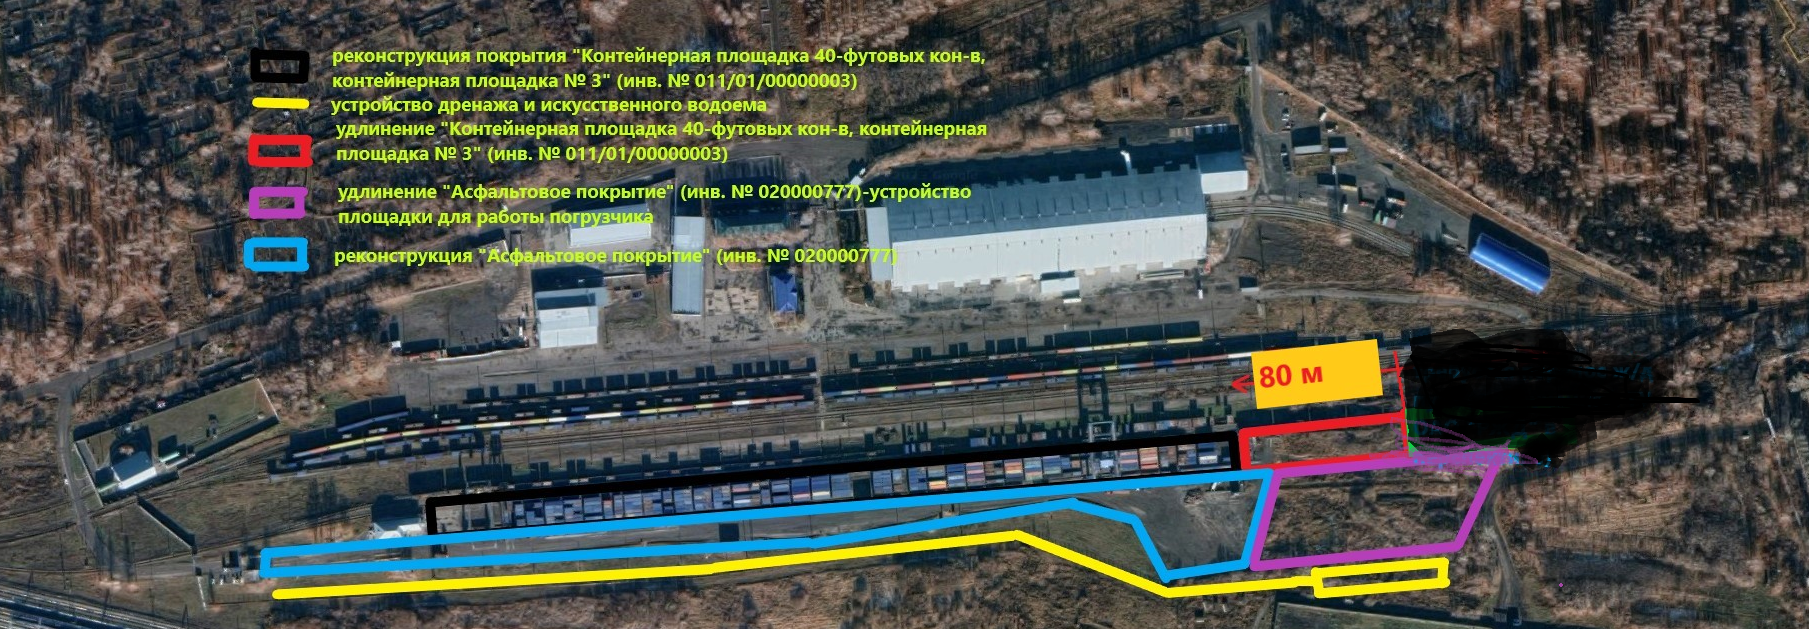 реконструкция покрытия "Контейнерная площадка 40-футовых кон-в,
контейнерная площадка № 3" (инв. № 011/01/00000003)
устройство дренажа и искусственного водоема
удлинение "Контейнерная площадка 40-футовых кон-в, контейнерная
площадка № 3" (инв. № 011/01/00000003)
удлинение "Асфальтовое покрытие" (инв. № 020000777)-устройство
площадки для работы погрузчика
реконструкция "Асфальтовое покрытие" (инв. № 020000777)
80 м